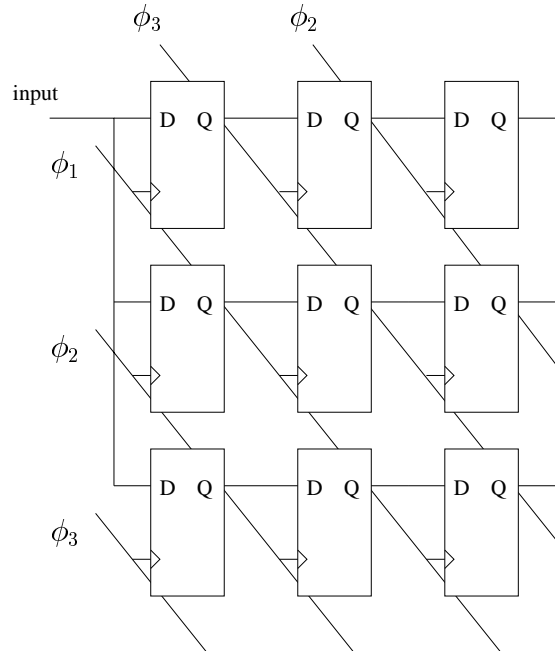 ϕ₃ ϕ₂
input
D Q D Q D Q
ϕ₁
D Q D Q D Q
ϕ₂
D Q D Q D Q
ϕ₃